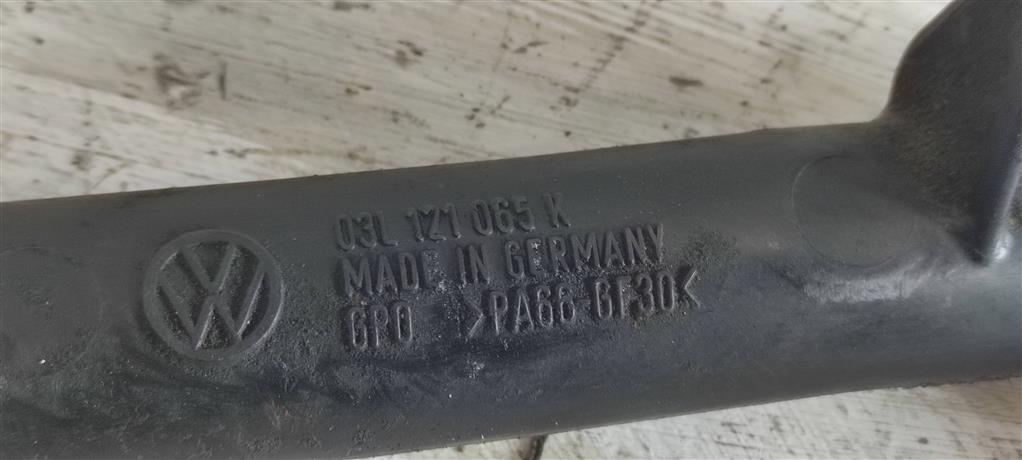 03L 121 065 K
MADE IN GERMANY
GPO >PA66-GF30<